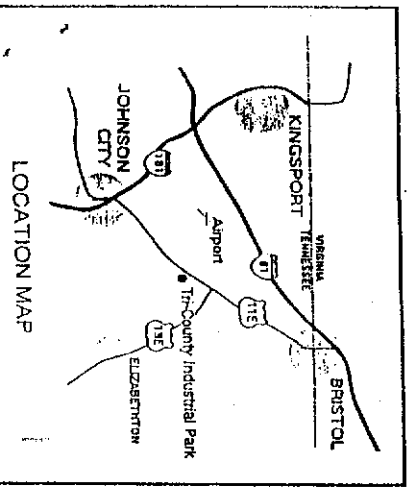 VIRGINIA
TENNESSEE
BRISTOL
KINGSPORT
81
11E
Airport
181
Tri-County Industrial Park
JOHNSON
CITY
19E
ELIZABETHTON
LOCATION MAP